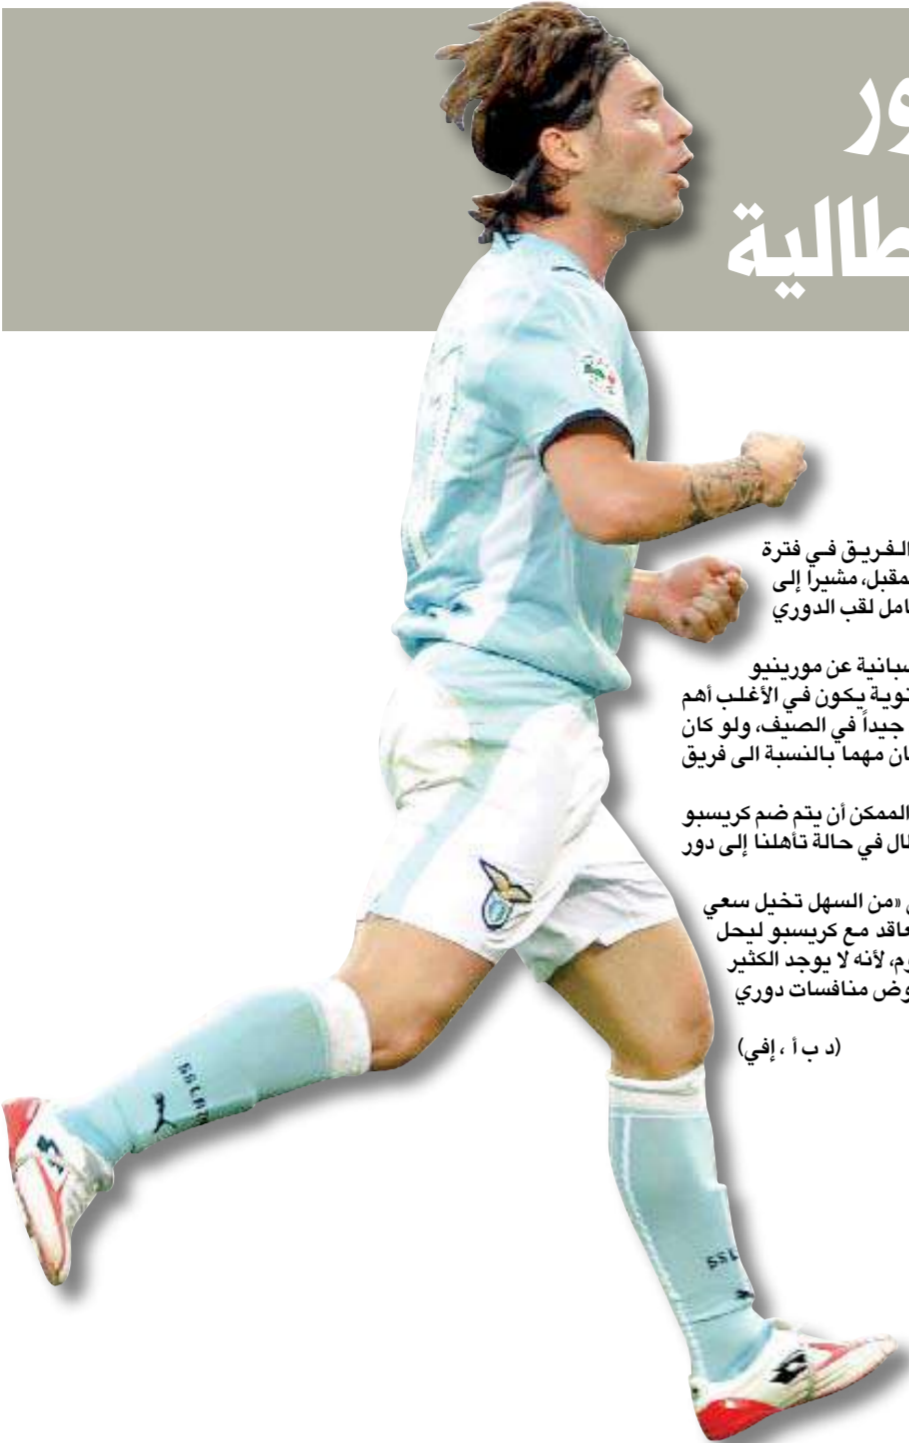 ور
طالية
الفريق في فترة
مقبل، مشيرا إلى
امل لقب الدوري
سبانية عن مورينيو
توية يكون في الأغلب أهم
جيداً في الصيف، ولو كان
ان مهما بالنسبة الى فريق
الممكن أن يتم ضم كريسبو
ال في حالة تأهلنا إلى دور
«من السهل تخيل سعي
عاقد مع كريسبو ليحل
وم، لأنه لا يوجد الكثير
وض منافسات دوري
(د ب أ ، إفي)